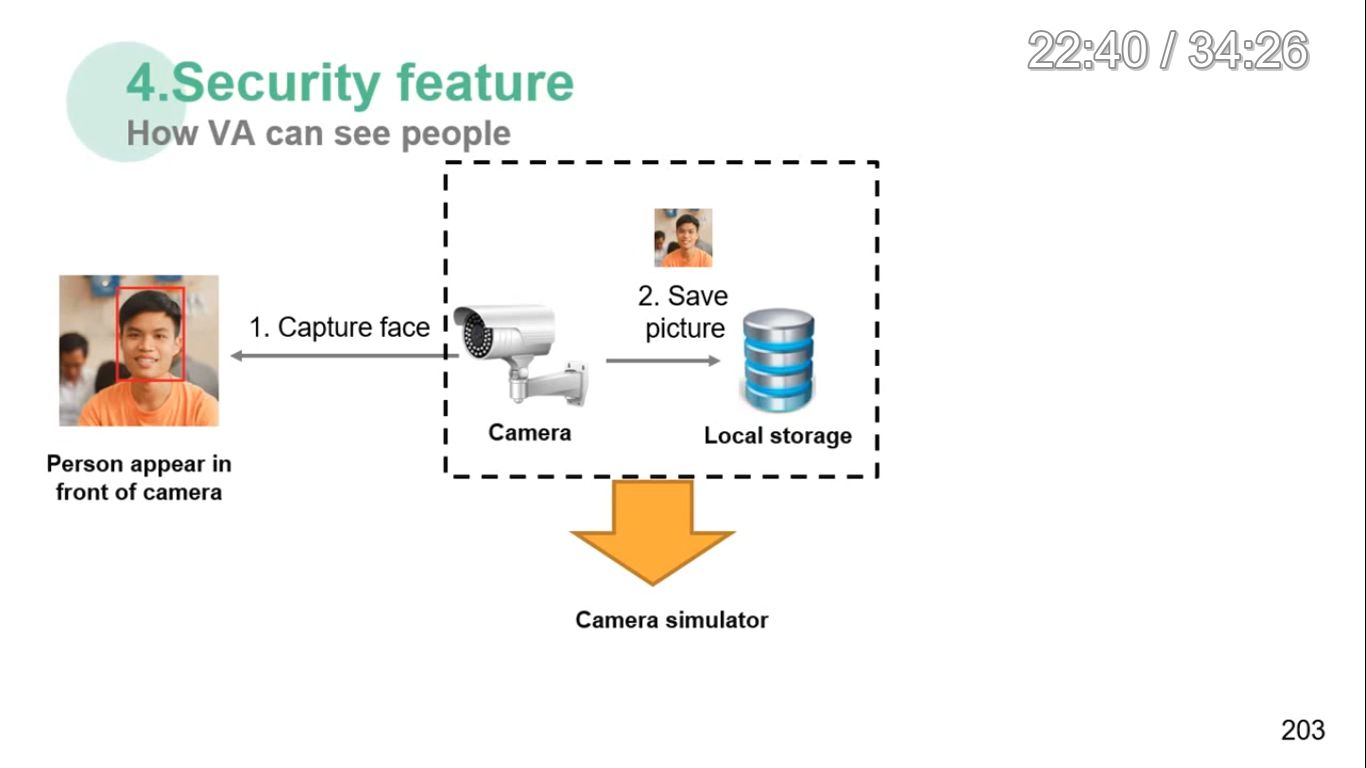 22:40 / 34:26
4.Security feature
How VA can see people
1. Capture face
2. Save
picture
Camera
Local storage
Person appear in
front of camera
Camera simulator
203